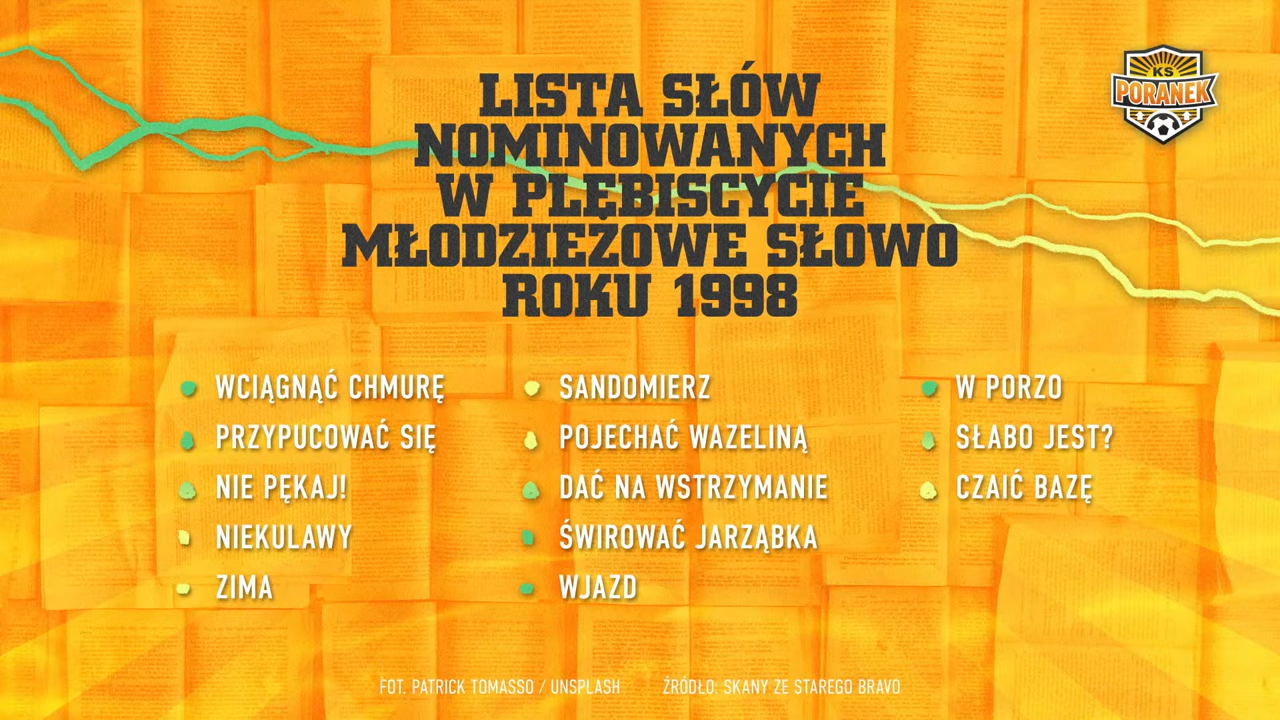 KS
PORANEK
LISTA SŁÓW
NOMINOWANYCH
W PLEBISCYCIE
MŁODZIEŻOWE SŁOWO
ROKU 1998
WCIĄGNĄĆ CHMURĘ
PRZYPUCOWAĆ SIĘ
NIE PĘKAJ!
NIEKULAWY
ZIMA
SANDOMIERZ
POJECHAĆ WAZELINĄ
DAĆ NA WSTRZYMANIE
ŚWIROWAĆ JARZĄBKA
WJAZD
W PORZO
SŁABO JEST?
CZAIĆ BAZĘ
FOT. PATRICK TOMASSO / UNSPLASH
ŹRÓDŁO: SKANY ZE STAREGO BRAVO